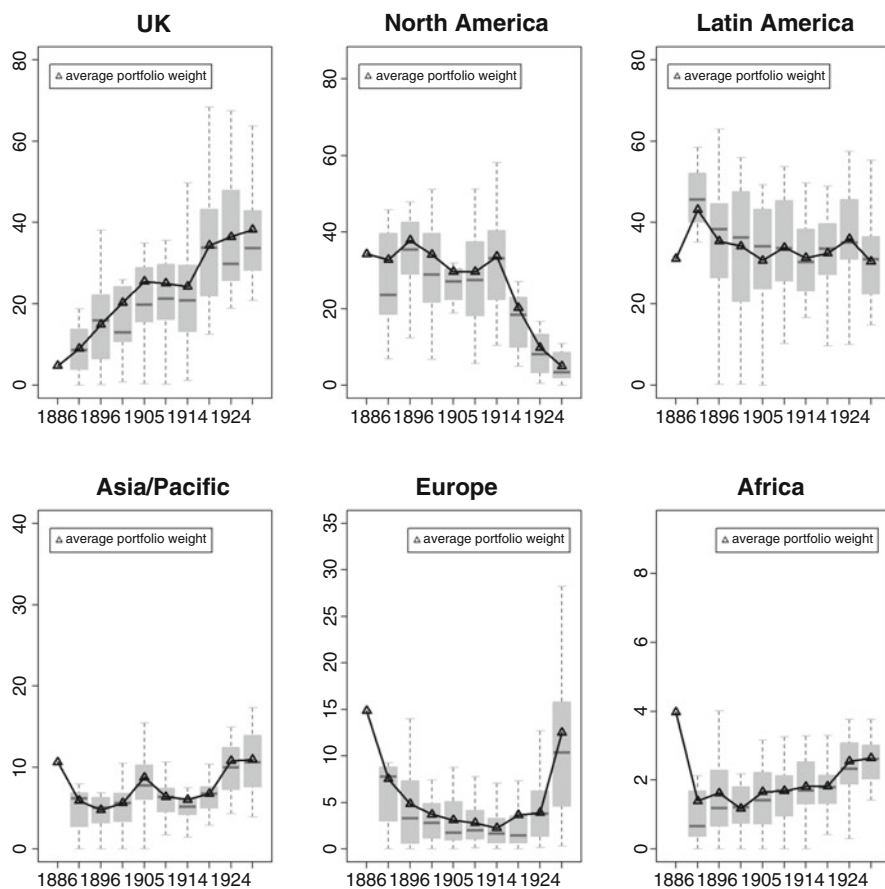 UK
North America
Latin America
average portfolio weight
average portfolio weight
average portfolio weight
80
60
40
20
0
80
60
40
20
0
80
60
40
20
0
1886 1896 1905 1914 1924
1886 1896 1905 1914 1924
1886 1896 1905 1914 1924
Asia/Pacific
Europe
Africa
average portfolio weight
average portfolio weight
average portfolio weight
40
30
20
10
0
35
30
25
20
15
10
5
0
8
6
4
2
0
1886 1896 1905 1914 1924
1886 1896 1905 1914 1924
1886 1896 1905 1914 1924